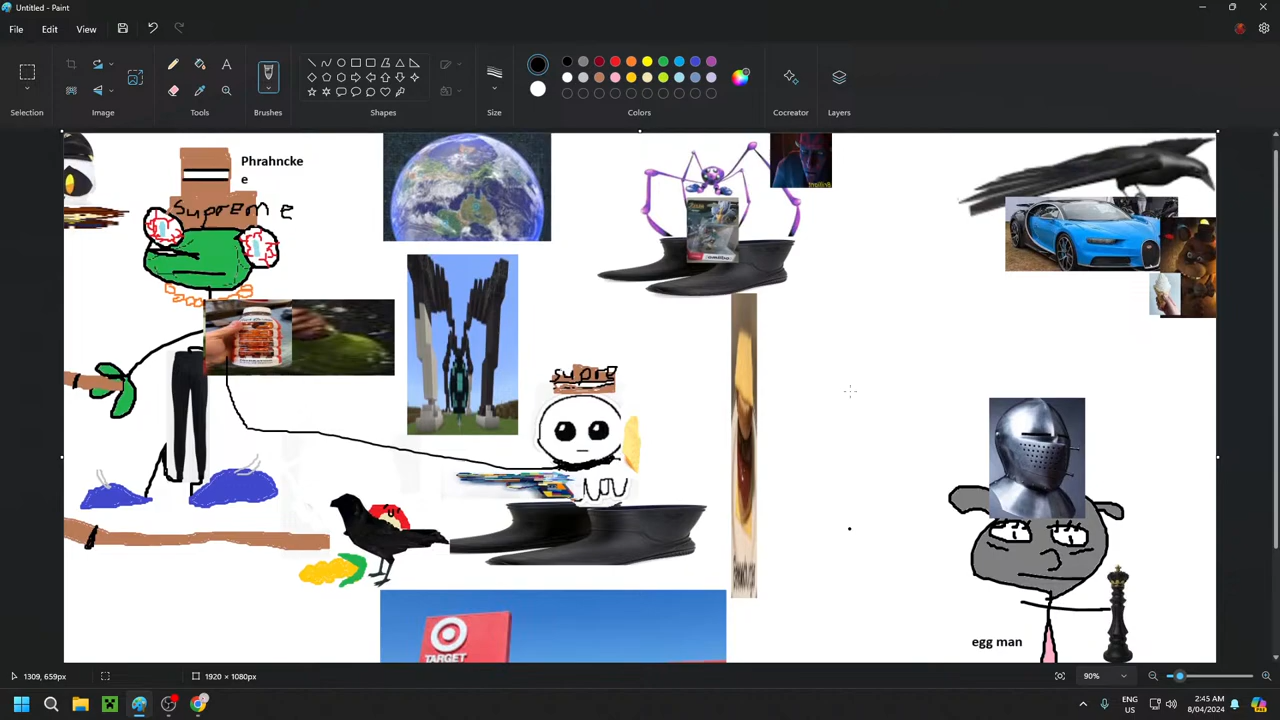 Untitled - Paint
File
Edit
View
Selection
Image
Tools
Brushes
Shapes
Size
Colors
Cocreator
Layers
Phrahncke
e
Supreme
supre
NOU
TARGET
egg man
1309, 659px
1920 × 1080px
90%
ENG
US
2:45 AM
8/04/2024